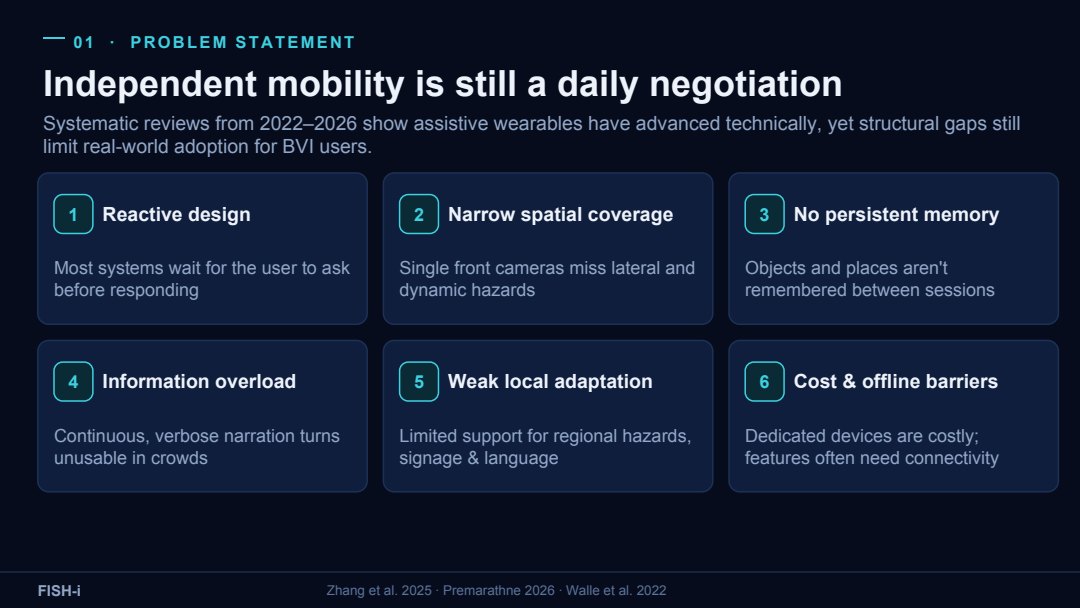 01 · PROBLEM STATEMENT
Independent mobility is still a daily negotiation
Systematic reviews from 2022–2026 show assistive wearables have advanced technically, yet structural gaps still
limit real-world adoption for BVI users.
1 Reactive design
Most systems wait for the user to ask
before responding
2 Narrow spatial coverage
Single front cameras miss lateral and
dynamic hazards
3 No persistent memory
Objects and places aren't
remembered between sessions
4 Information overload
Continuous, verbose narration turns
unusable in crowds
5 Weak local adaptation
Limited support for regional hazards,
signage & language
6 Cost & offline barriers
Dedicated devices are costly;
features often need connectivity
FISH-i
Zhang et al. 2025 · Premarathne 2026 · Walle et al. 2022